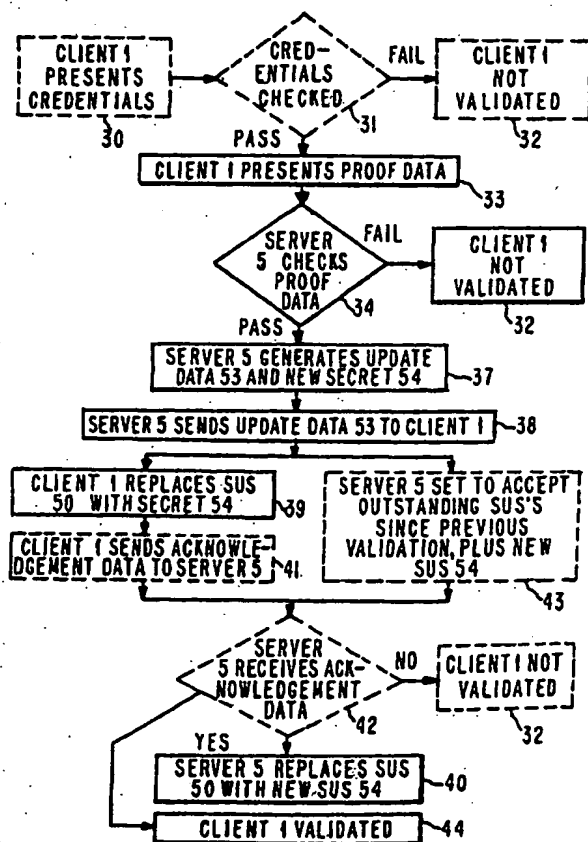 CLIENT 1
PRESENTS
CREDENTIALS
30
CRED-
ENTIALS
CHECKED
31
FAIL
CLIENT 1
NOT
VALIDATED
32
PASS
CLIENT 1 PRESENTS PROOF DATA
33
SERVER
5 CHECKS
PROOF
DATA
34
FAIL
CLIENT 1
NOT
VALIDATED
32
PASS
SERVER 5 GENERATES UPDATE
DATA 53 AND NEW SECRET 54
37
SERVER 5 SENDS UPDATE DATA 53 TO CLIENT 1
38
CLIENT 1 REPLACES SUS
50 WITH SECRET 54
39
CLIENT 1 SENDS ACKNOWLE-
DGEMENT DATA TO SERVER 5
41
SERVER 5 SET TO ACCEPT
OUTSTANDING SUS'S
SINCE PREVIOUS
VALIDATION, PLUS NEW
SUS 54
43
SERVER
5 RECEIVES ACK-
NOWLEDGEMENT
DATA
42
NO
CLIENT 1 NOT
VALIDATED
32
YES
SERVER 5 REPLACES SUS
50 WITH NEW SUS 54
40
CLIENT 1 VALIDATED
44